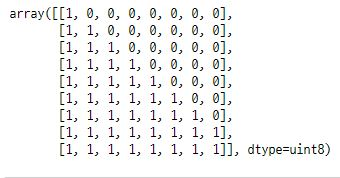 array([[1, 0, 0, 0, 0, 0, 0, 0],
[1, 1, 0, 0, 0, 0, 0, 0],
[1, 1, 1, 0, 0, 0, 0, 0],
[1, 1, 1, 1, 0, 0, 0, 0],
[1, 1, 1, 1, 1, 0, 0, 0],
[1, 1, 1, 1, 1, 1, 0, 0],
[1, 1, 1, 1, 1, 1, 1, 0],
[1, 1, 1, 1, 1, 1, 1, 1],
[1, 1, 1, 1, 1, 1, 1, 1]], dtype=uint8)